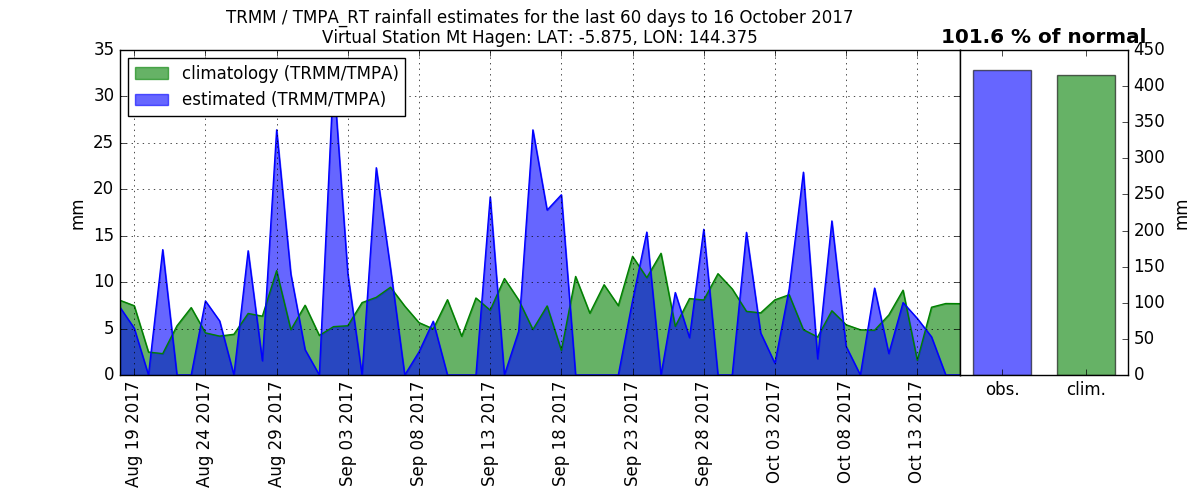 TRMM / TMPA_RT rainfall estimates for the last 60 days to 16 October 2017
Virtual Station Mt Hagen: LAT: -5.875, LON: 144.375
101.6 % of normal
climatology (TRMM/TMPA)
estimated (TRMM/TMPA)
35
30
25
20
15
10
5
0
mm
Aug 19 2017
Aug 24 2017
Aug 29 2017
Sep 03 2017
Sep 08 2017
Sep 13 2017
Sep 18 2017
Sep 23 2017
Sep 28 2017
Oct 03 2017
Oct 08 2017
Oct 13 2017
obs.
clim.
450
400
350
300
250
200
150
100
50
0
mm